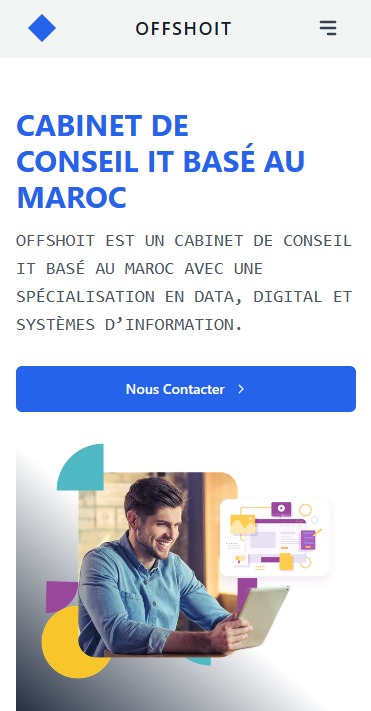 OFFSHOIT
CABINET DE
CONSEIL IT BASÉ AU
MAROC
OFFSHOIT EST UN CABINET DE CONSEIL
IT BASÉ AU MAROC AVEC UNE
SPÉCIALISATION EN DATA, DIGITAL ET
SYSTÈMES D’INFORMATION.
Nous Contacter